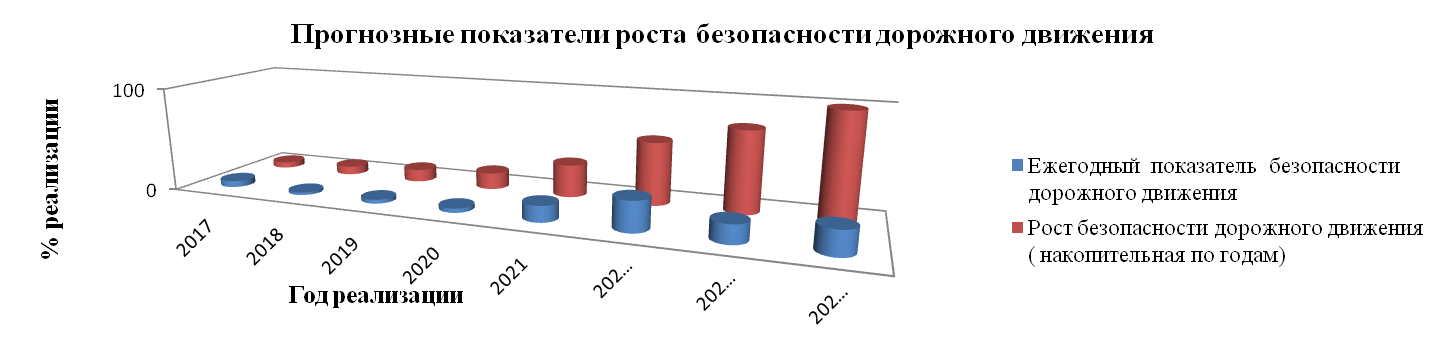 Прогнозные показатели роста безопасности дорожного движения
% реализации
100
0
2017
2018
2019
2020
2021
202...
202...
202...
Год реализации
Ежегодный показатель безопасности
дорожного движения
Рост безопасности дорожного движения
( накопительная по годам)